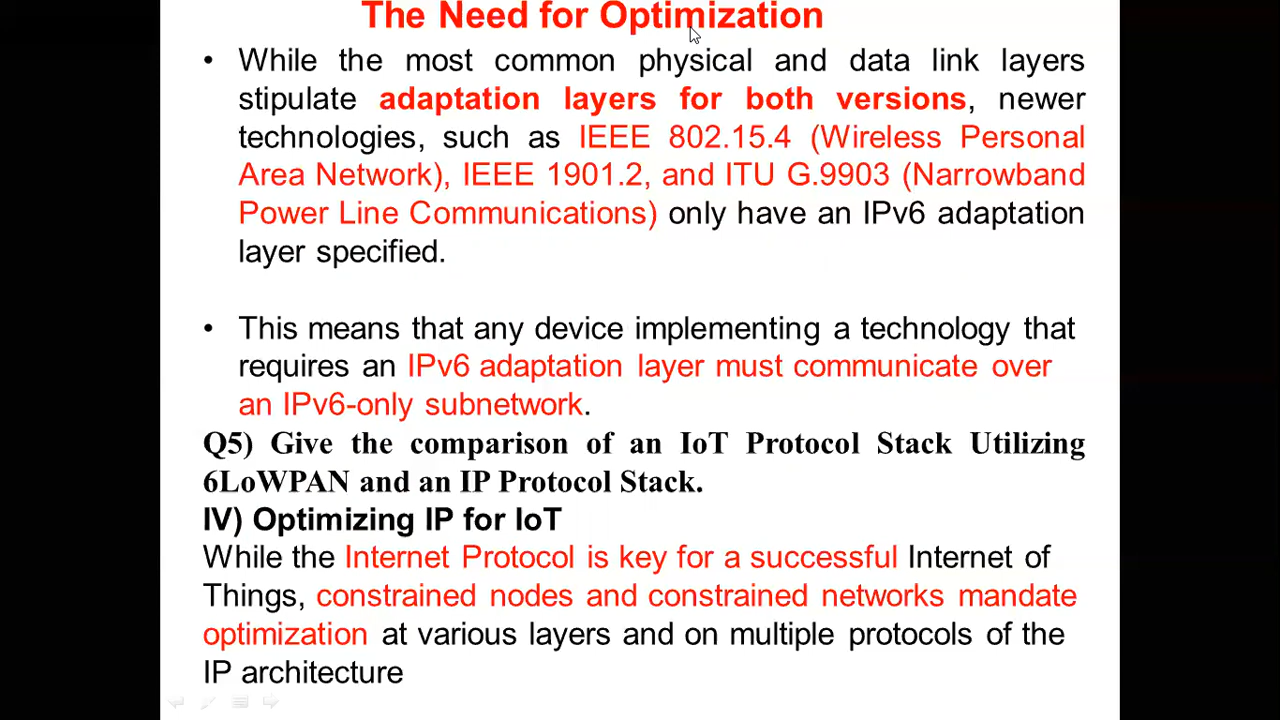 The Need for Optimization
• While the most common physical and data link layers
stipulate adaptation layers for both versions, newer
technologies, such as IEEE 802.15.4 (Wireless Personal
Area Network), IEEE 1901.2, and ITU G.9903 (Narrowband
Power Line Communications) only have an IPv6 adaptation
layer specified.
• This means that any device implementing a technology that
requires an IPv6 adaptation layer must communicate over
an IPv6-only subnetwork.
Q5) Give the comparison of an IoT Protocol Stack Utilizing
6LoWPAN and an IP Protocol Stack.
IV) Optimizing IP for IoT
While the Internet Protocol is key for a successful Internet of
Things, constrained nodes and constrained networks mandate
optimization at various layers and on multiple protocols of the
IP architecture